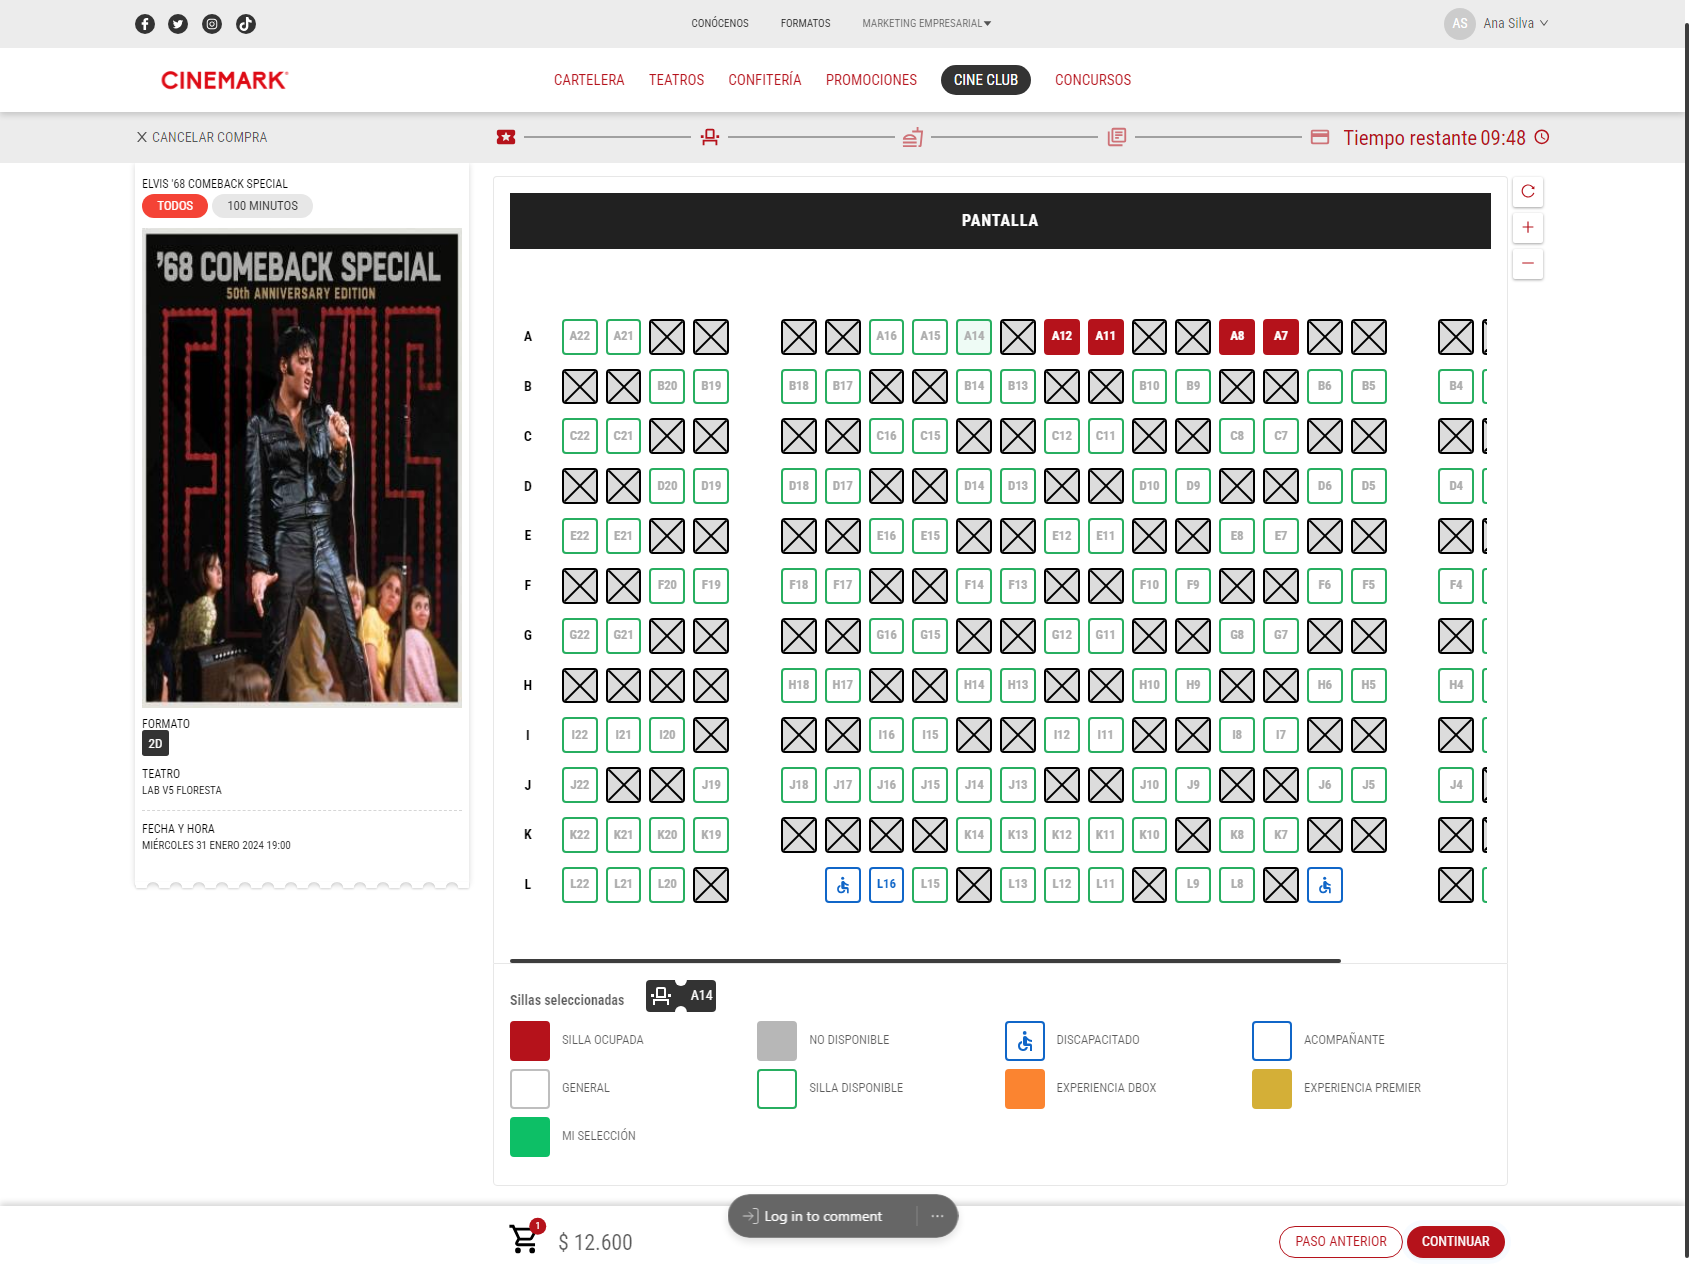 CONÓCENOS FORMATOS MARKETING EMPRESARIAL AS Ana Silva
CINEMARK CARTELERA TEATROS CONFITERÍA PROMOCIONES CINE CLUB CONCURSOS
CANCELAR COMPRA Tiempo restante 09:48
ELVIS '68 COMEBACK SPECIAL
TODOS 100 MINUTOS
'68 COMEBACK SPECIAL
50th ANNIVERSARY EDITION
ELVIS
FORMATO
2D
TEATRO
LAB V5 FLORESTA
FECHA Y HORA
MIÉRCOLES 31 ENERO 2024 19:00
PANTALLA
A A22 A21 A16 A15 A14 A12 A11 A8 A7
B B20 B19 B18 B17 B14 B13 B10 B9 B6 B5 B4
C C22 C21 C16 C15 C12 C11 C8 C7
D D20 D19 D18 D17 D14 D13 D10 D9 D6 D5 D4
E E22 E21 E16 E15 E12 E11 E8 E7
F F20 F19 F18 F17 F14 F13 F10 F9 F6 F5 F4
G G22 G21 G16 G15 G12 G11 G8 G7
H H18 H17 H14 H13 H10 H9 H6 H5 H4
I I22 I21 I20 I16 I15 I12 I11 I8 I7
J J22 J19 J18 J17 J16 J15 J14 J13 J10 J9 J6 J5 J4
K K22 K21 K20 K19 K14 K13 K12 K11 K10 K8 K7
L L22 L21 L20 L16 L15 L13 L12 L11 L9 L8
Sillas seleccionadas A14
SILLA OCUPADA NO DISPONIBLE DISCAPACITADO ACOMPAÑANTE
GENERAL SILLA DISPONIBLE EXPERIENCIA DBOX EXPERIENCIA PREMIER
MI SELECCIÓN
Log in to comment
1 $ 12.600 PASO ANTERIOR CONTINUAR